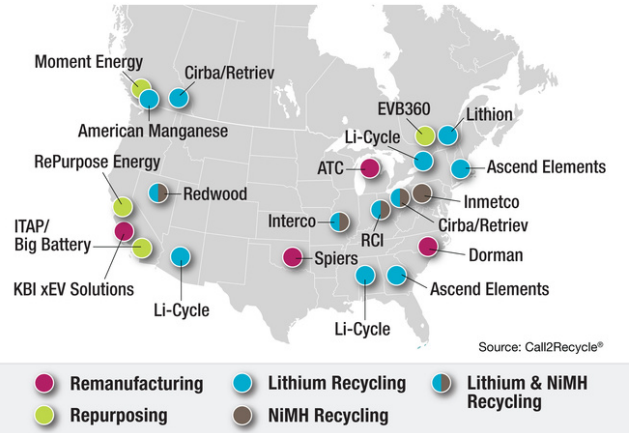 Moment Energy
Cirba/Retriev
American Manganese
EVB360
Lithion
Li-Cycle
RePurpose Energy
ATC
Ascend Elements
Redwood
Inmetco
Interco
Cirba/Retriev
RCI
ITAP/
Big Battery
Dorman
Spiers
KBI xEV Solutions
Ascend Elements
Li-Cycle
Li-Cycle
Source: Call2Recycle®
Remanufacturing
Lithium Recycling
Lithium & NiMH
Recycling
Repurposing
NiMH Recycling